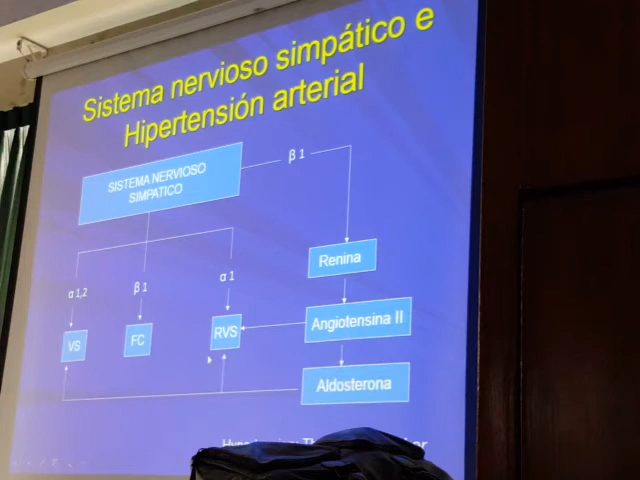 Sistema nervioso simpático e
Hipertensión arterial
SISTEMA NERVIOSO
SIMPATICO
β 1
Renina
α 1,2
β 1
α 1
Angiotensina II
VS
FC
RVS
Aldosterona